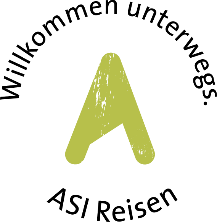 Willkommen unterwegs.
ASI Reisen